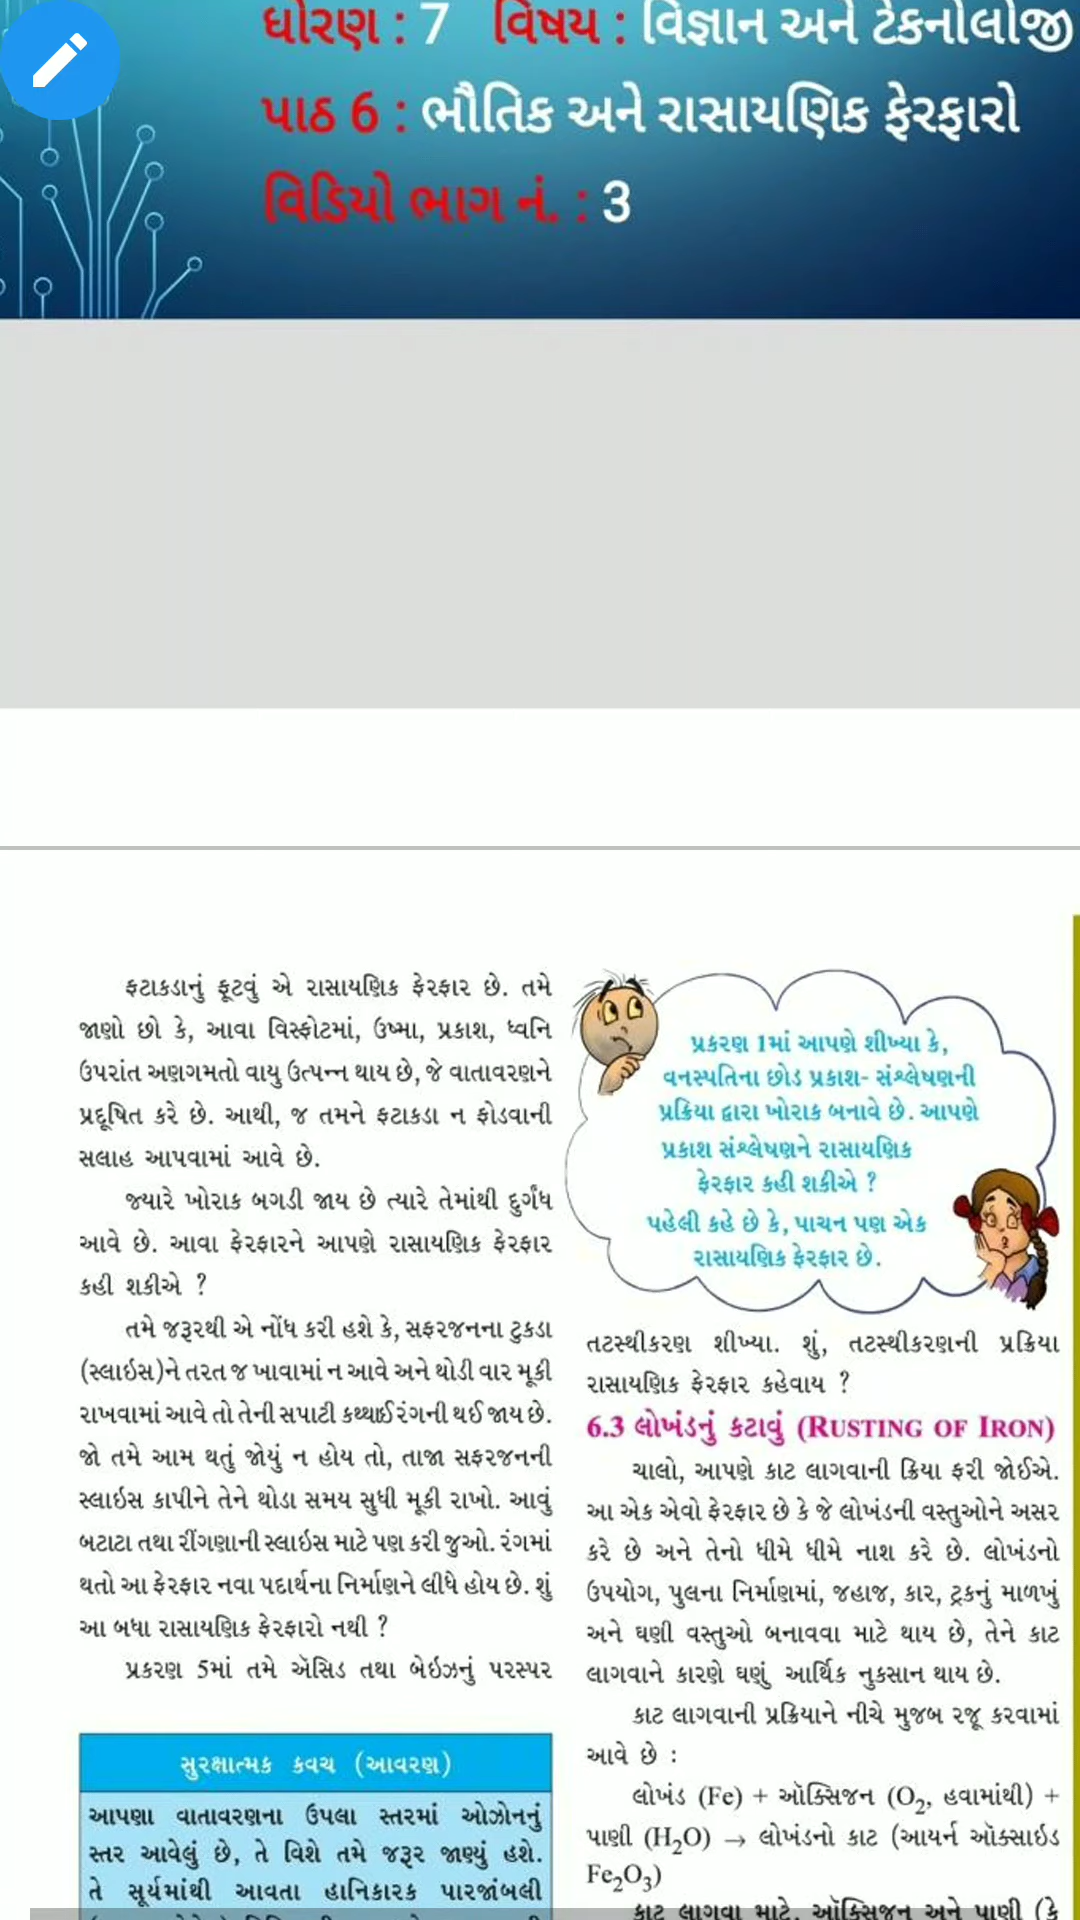 ધોરણ : 7 વિષય : વિજ્ઞાન અને ટેકનોલોજી
પાઠ 6 : ભૌતિક અને રાસાયણિક ફેરફારો
વિડિયો ભાગ નં. : 3
ફટાકડાનું ફૂટવું એ રાસાયણિક ફેરફાર છે. તમે
જાણો છો કે, આવા વિસ્ફોટમાં, ઉષ્મા, પ્રકાશ, ધ્વનિ
ઉપરાંત અણગમતો વાયુ ઉત્પન્ન થાય છે, જે વાતાવરણને
પ્રદૂષિત કરે છે. આથી, જ તમને ફટાકડા ન ફોડવાની
સલાહ આપવામાં આવે છે.
જ્યારે ખોરાક બગડી જાય છે ત્યારે તેમાંથી દુર્ગંધ
આવે છે. આવા ફેરફારને આપણે રાસાયણિક ફેરફાર
કહી શકીએ ?
તમે જરૂરથી એ નોંધ કરી હશે કે, સફરજનના ટુકડા
(સ્લાઇસ)ને તરત જ ખાવામાં ન આવે અને થોડી વાર મૂકી
રાખવામાં આવે તો તેની સપાટી કથ્થાઈ રંગની થઈ જાય છે.
જો તમે આમ થતું જોયું ન હોય તો, તાજા સફરજનની
સ્લાઇસ કાપીને તેને થોડા સમય સુધી મૂકી રાખો. આવું
બટાટા તથા રીંગણાની સ્લાઇસ માટે પણ કરી જુઓ. રંગમાં
થતો આ ફેરફાર નવા પદાર્થના નિર્માણને લીધે હોય છે. શું
આ બધા રાસાયણિક ફેરફારો નથી ?
પ્રકરણ 5માં તમે ઍસિડ તથા બેઇઝનું પરસ્પર
સુરક્ષાત્મક કવચ (આવરણ)
આપણા વાતાવરણના ઉપલા સ્તરમાં ઓઝોનનું
સ્તર આવેલું છે, તે વિશે તમે જરૂર જાણ્યું હશે.
તે સૂર્યમાંથી આવતા હાનિકારક પારજાંબલી
પ્રકરણ 1માં આપણે શીખ્યા કે,
વનસ્પતિના છોડ પ્રકાશ- સંશ્લેષણની
પ્રક્રિયા દ્વારા ખોરાક બનાવે છે. આપણે
પ્રકાશ સંશ્લેષણને રાસાયણિક
ફેરફાર કહી શકીએ ?
પહેલી કહે છે કે, પાચન પણ એક
રાસાયણિક ફેરફાર છે.
તટસ્થીકરણ શીખ્યા. શું, તટસ્થીકરણની પ્રક્રિયા
રાસાયણિક ફેરફાર કહેવાય ?
6.3 લોખંડનું કટાવું (RUSTING OF IRON)
ચાલો, આપણે કાટ લાગવાની ક્રિયા ફરી જોઈએ.
આ એક એવો ફેરફાર છે કે જે લોખંડની વસ્તુઓને અસર
કરે છે અને તેનો ધીમે ધીમે નાશ કરે છે. લોખંડનો
ઉપયોગ, પુલના નિર્માણમાં, જહાજ, કાર, ટ્રકનું માળખું
અને ઘણી વસ્તુઓ બનાવવા માટે થાય છે, તેને કાટ
લાગવાને કારણે ઘણું આર્થિક નુકસાન થાય છે.
કાટ લાગવાની પ્રક્રિયાને નીચે મુજબ રજૂ કરવામાં
આવે છે :
લોખંડ (Fe) + ઑક્સિજન (O₂, હવામાંથી) +
પાણી (H₂O) → લોખંડનો કાટ (આયર્ન ઑક્સાઇડ
Fe₂O₃)
કાટ લાગવા માટે, ઑક્સિજન અને પાણી (કે